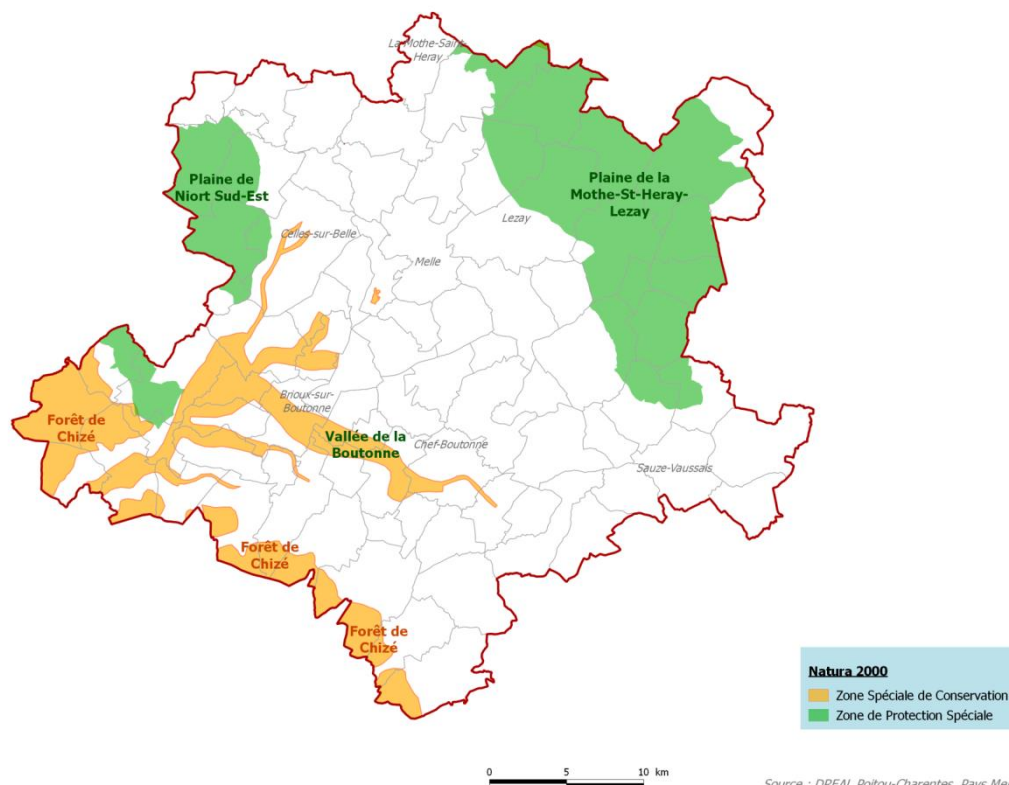 La Mothe-Saint-
Heray
Plaine de
Niort Sud-Est
Plaine de la
Mothe-St-Heray-
Lezay
Lezay
Celles-sur-Belle
Melle
Brioux-sur-
Boutonne
Forêt de
Chizé
Vallée de la
Boutonne
Chef-Boutonne
Sauze-Vaussais
Forêt de
Chizé
Forêt de
Chizé
Natura 2000
Zone Spéciale de Conservation
Zone de Protection Spéciale
0 5 10 km
Source : DREAL Poitou-Charentes, Pays